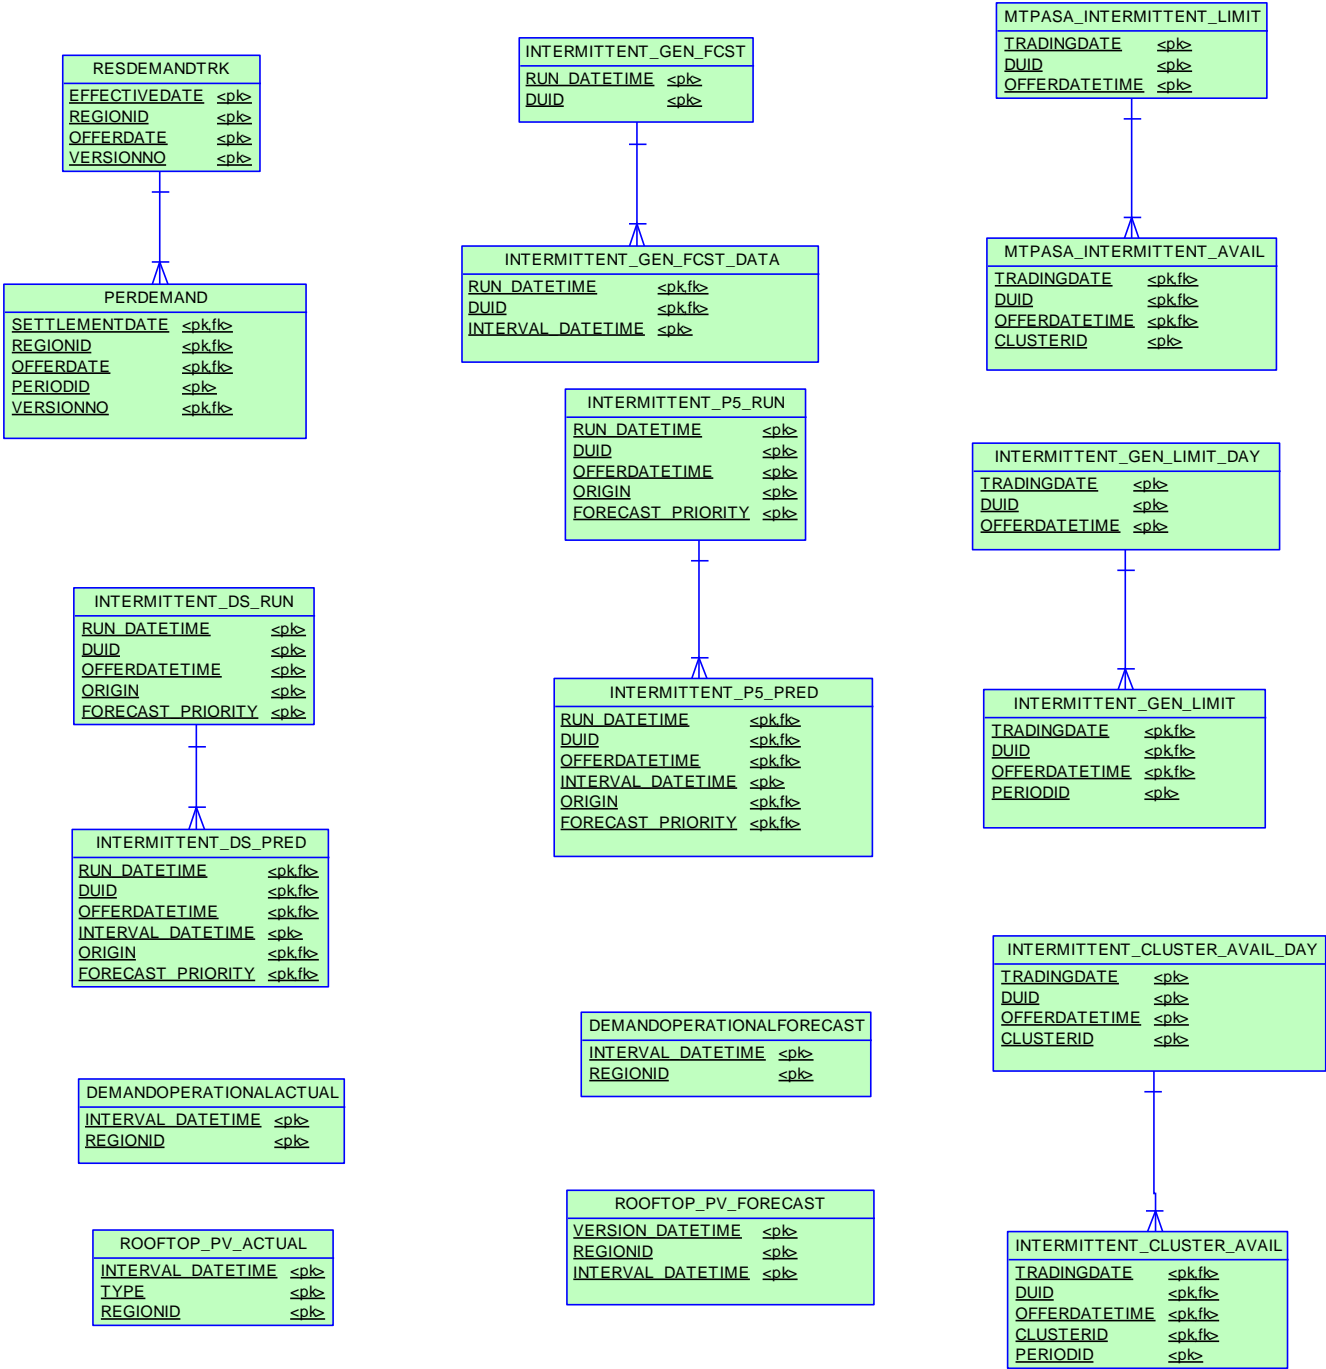 RESDEMANDTRK
EFFECTIVEDATE <pk>
REGIONID <pk>
OFFERDATE <pk>
VERSIONNO <pk>
PERDEMAND
SETTLEMENTDATE <pk,fk>
REGIONID <pk,fk>
OFFERDATE <pk,fk>
PERIODID <pk>
VERSIONNO <pk,fk>
INTERMITTENT_DS_RUN
RUN_DATETIME <pk>
DUID <pk>
OFFERDATETIME <pk>
ORIGIN <pk>
FORECAST_PRIORITY <pk>
INTERMITTENT_DS_PRED
RUN_DATETIME <pk,fk>
DUID <pk,fk>
OFFERDATETIME <pk,fk>
INTERVAL_DATETIME <pk>
ORIGIN <pk,fk>
FORECAST_PRIORITY <pk,fk>
DEMANDOPERATIONALACTUAL
INTERVAL_DATETIME <pk>
REGIONID <pk>
ROOFTOP_PV_ACTUAL
INTERVAL_DATETIME <pk>
TYPE <pk>
REGIONID <pk>
INTERMITTENT_GEN_FCST
RUN_DATETIME <pk>
DUID <pk>
INTERMITTENT_GEN_FCST_DATA
RUN_DATETIME <pk,fk>
DUID <pk,fk>
INTERVAL_DATETIME <pk>
INTERMITTENT_P5_RUN
RUN_DATETIME <pk>
DUID <pk>
OFFERDATETIME <pk>
ORIGIN <pk>
FORECAST_PRIORITY <pk>
INTERMITTENT_P5_PRED
RUN_DATETIME <pk,fk>
DUID <pk,fk>
OFFERDATETIME <pk,fk>
INTERVAL_DATETIME <pk>
ORIGIN <pk,fk>
FORECAST_PRIORITY <pk,fk>
DEMANDOPERATIONALFORECAST
INTERVAL_DATETIME <pk>
REGIONID <pk>
ROOFTOP_PV_FORECAST
VERSION_DATETIME <pk>
REGIONID <pk>
INTERVAL_DATETIME <pk>
MTPASA_INTERMITTENT_LIMIT
TRADINGDATE <pk>
DUID <pk>
OFFERDATETIME <pk>
MTPASA_INTERMITTENT_AVAIL
TRADINGDATE <pk,fk>
DUID <pk,fk>
OFFERDATETIME <pk,fk>
CLUSTERID <pk>
INTERMITTENT_GEN_LIMIT_DAY
TRADINGDATE <pk>
DUID <pk>
OFFERDATETIME <pk>
INTERMITTENT_GEN_LIMIT
TRADINGDATE <pk,fk>
DUID <pk,fk>
OFFERDATETIME <pk,fk>
PERIODID <pk>
INTERMITTENT_CLUSTER_AVAIL_DAY
TRADINGDATE <pk>
DUID <pk>
OFFERDATETIME <pk>
CLUSTERID <pk>
INTERMITTENT_CLUSTER_AVAIL
TRADINGDATE <pk,fk>
DUID <pk,fk>
OFFERDATETIME <pk,fk>
CLUSTERID <pk,fk>
PERIODID <pk>